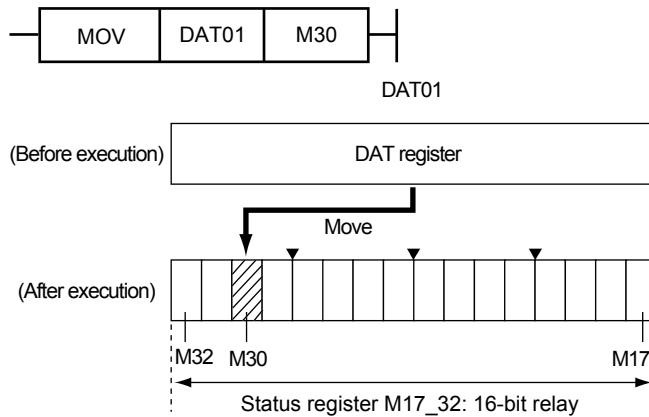 MOV DAT01 M30
DAT01
(Before execution) DAT register
Move
(After execution)
M32 M30 M17
Status register M17_32: 16-bit relay